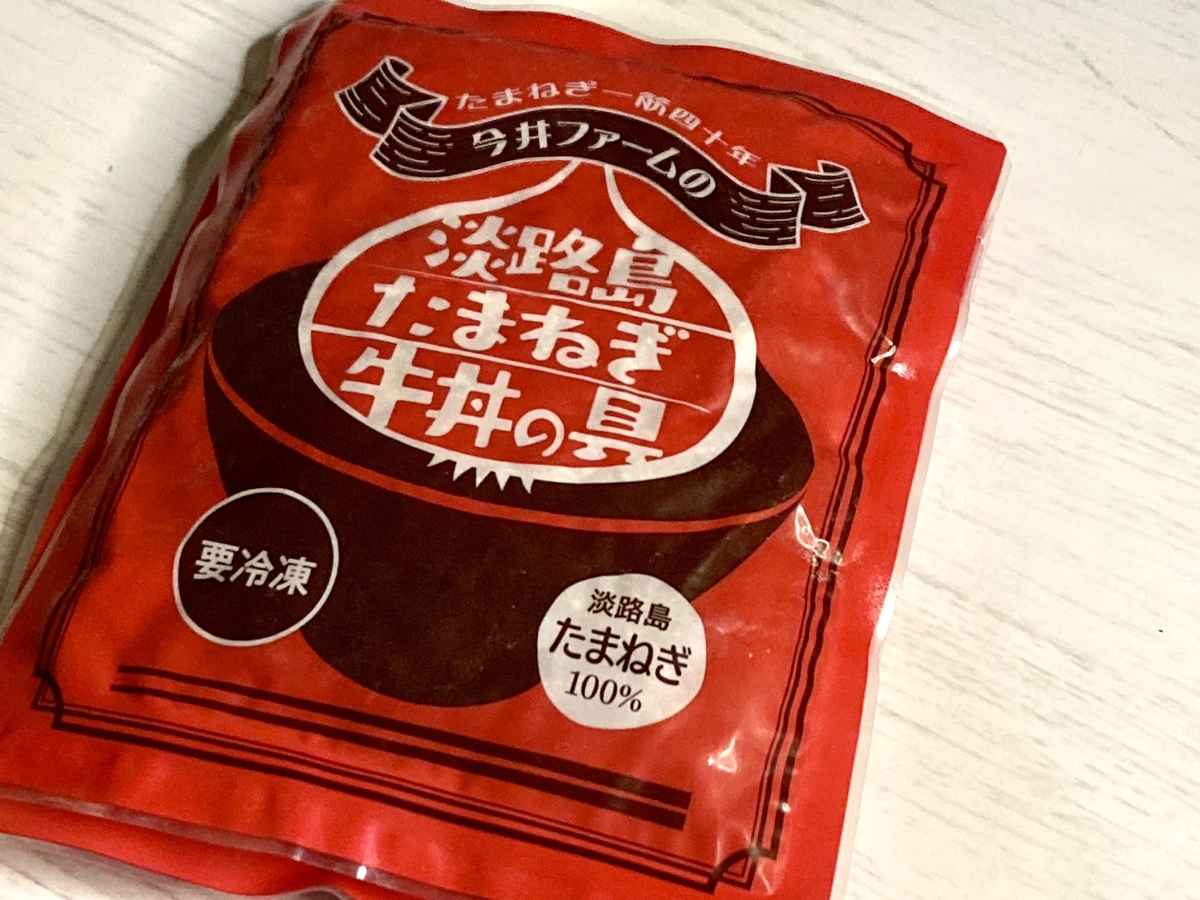 たまねぎ一筋四十年
今井ファームの
淡路島
たまねぎ
牛丼の具
要冷凍
淡路島
たまねぎ
100%